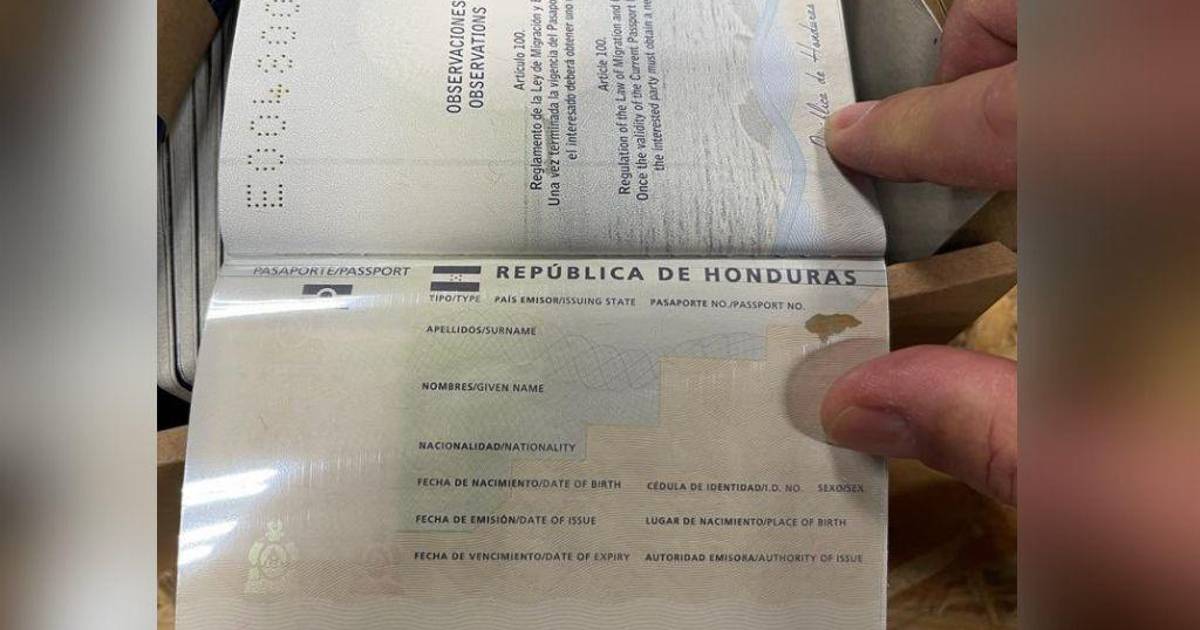 OBSERVACIONES
OBSERVATIONS
Artículo 100.
Reglamento de la Ley de Migración y
Una vez terminada la vigencia del
el interesado deberá obtener uno
Article 100.
Regulation of the Law of Migration and
Once the validity of the Current Passport
the interested party must obtain a
de Honduras
PASAPORTE/PASSPORT
REPÚBLICA DE HONDURAS
TIPO/TYPE PAÍS EMISOR/ISSUING STATE PASAPORTE NO./PASSPORT NO.
APELLIDOS/SURNAME
NOMBRES/GIVEN NAME
NACIONALIDAD/NATIONALITY
FECHA DE NACIMIENTO/DATE OF BIRTH CÉDULA DE IDENTIDAD/I.D. NO. SEXO/SEX
FECHA DE EMISIÓN/DATE OF ISSUE LUGAR DE NACIMIENTO/PLACE OF BIRTH
FECHA DE VENCIMIENTO/DATE OF EXPIRY AUTORIDAD EMISORA/AUTHORITY OF ISSUE